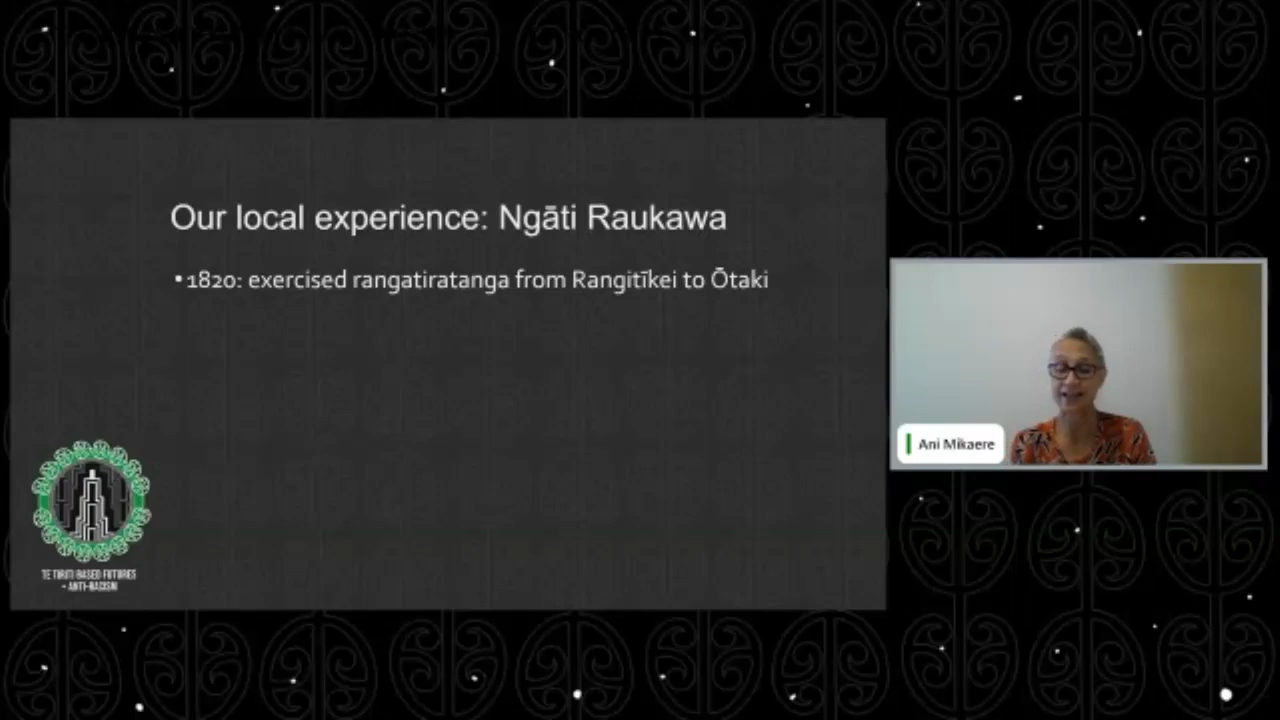 Our local experience: Ngāti Raukawa
•1820: exercised rangatiratanga from Rangitīkei to Ōtaki
Ani Mikaere
TE TIRITI BASED FUTURES
+ ANTI-RACISM